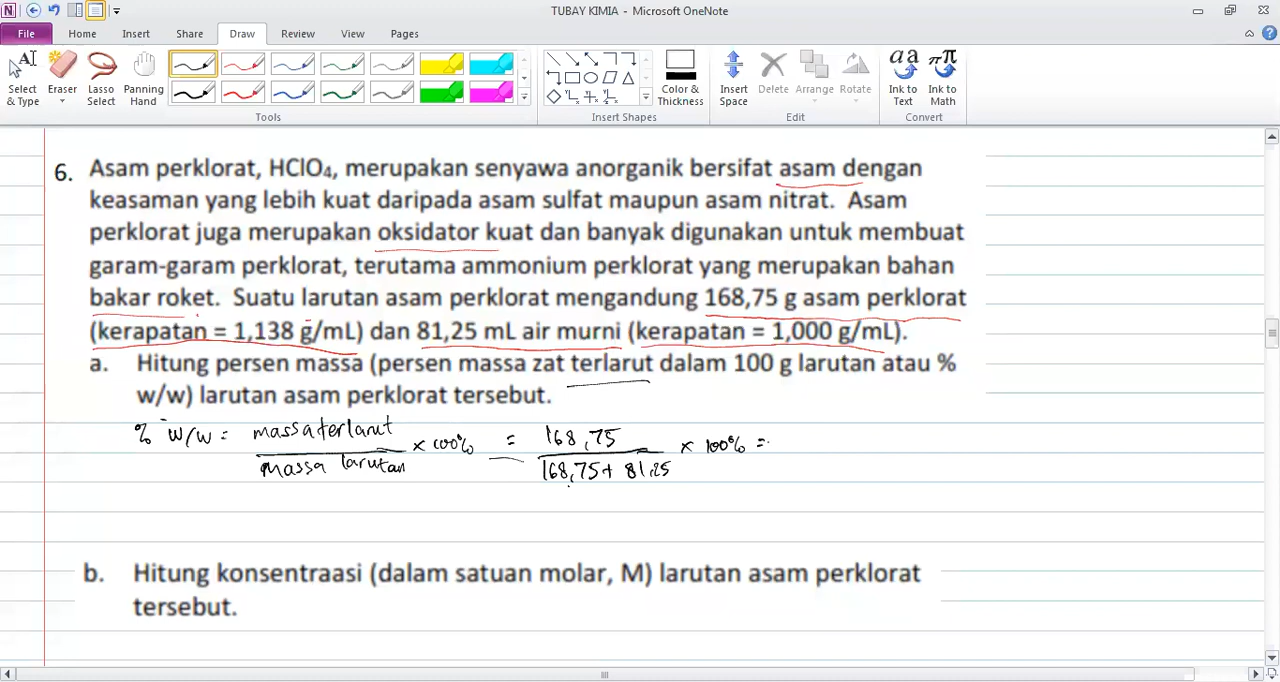 TUBAY KIMIA - Microsoft OneNote
File Home Insert Share Draw Review View Pages
Select & Type
Eraser
Lasso Select
Panning Hand
Color & Thickness
Insert Space
Delete
Arrange
Rotate
Ink to Text
Ink to Math
Tools
Insert Shapes
Edit
Convert
6. Asam perklorat, HClO₄, merupakan senyawa anorganik bersifat asam dengan
keasaman yang lebih kuat daripada asam sulfat maupun asam nitrat. Asam
perklorat juga merupakan oksidator kuat dan banyak digunakan untuk membuat
garam-garam perklorat, terutama ammonium perklorat yang merupakan bahan
bakar roket. Suatu larutan asam perklorat mengandung 168,75 g asam perklorat
(kerapatan = 1,138 g/mL) dan 81,25 mL air murni (kerapatan = 1,000 g/mL).
a. Hitung persen massa (persen massa zat terlarut dalam 100 g larutan atau %
w/w) larutan asam perklorat tersebut.
% w/w = massa terlarut / massa larutan × 100% = 168,75 / 168,75 + 81,25 × 100% =
b. Hitung konsentraasi (dalam satuan molar, M) larutan asam perklorat
tersebut.